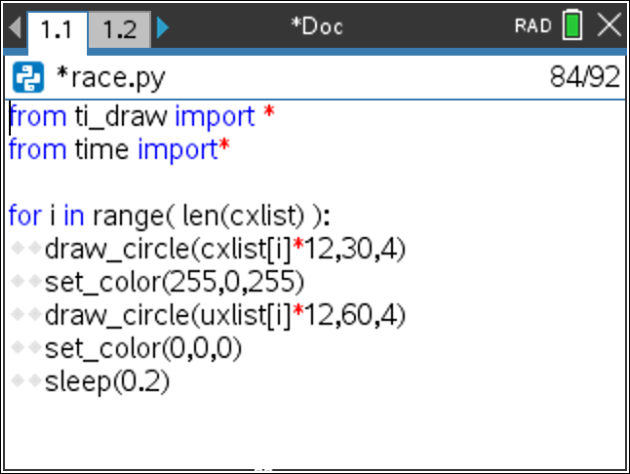 1.1 1.2 *Doc RAD
*race.py 84/92
from ti_draw import *
from time import*
for i in range( len(cxlist) ):
draw_circle(cxlist[i]*12,30,4)
set_color(255,0,255)
draw_circle(uxlist[i]*12,60,4)
set_color(0,0,0)
sleep(0.2)